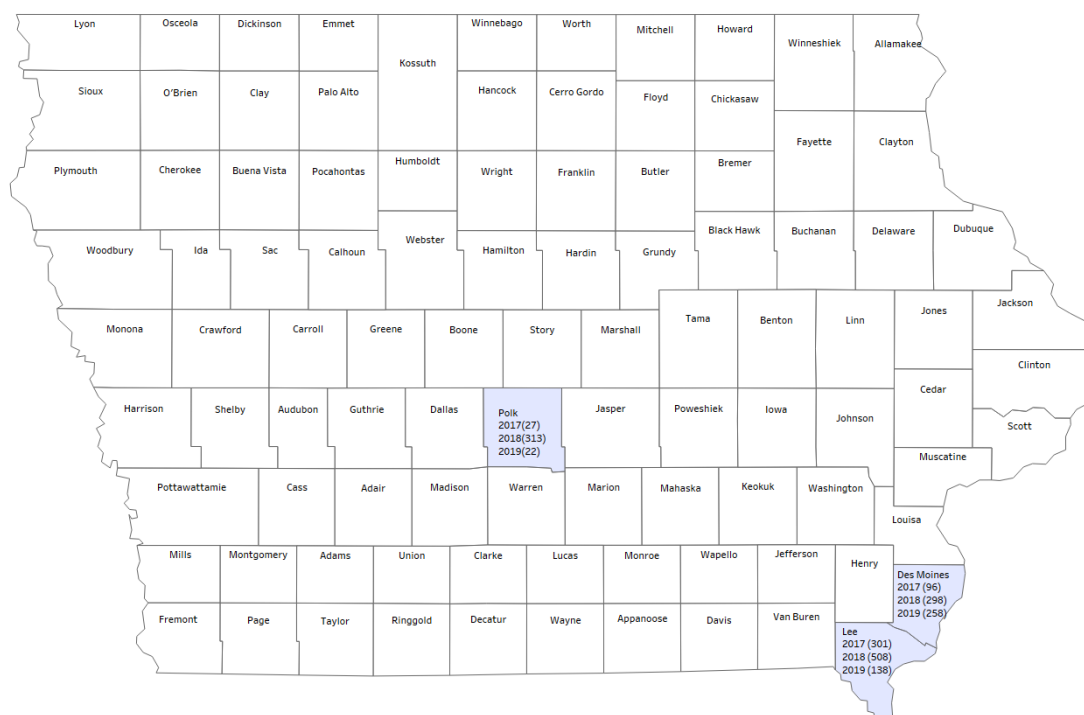 Lyon
Osceola
Dickinson
Emmet
Winnebago
Worth
Mitchell
Howard
Winneshiek
Allamakee
Kossuth
Sioux
O'Brien
Clay
Palo Alto
Hancock
Cerro Gordo
Floyd
Chickasaw
Fayette
Clayton
Plymouth
Cherokee
Buena Vista
Pocahontas
Humboldt
Wright
Franklin
Butler
Bremer
Woodbury
Ida
Sac
Calhoun
Webster
Hamilton
Hardin
Grundy
Black Hawk
Buchanan
Delaware
Dubuque
Monona
Crawford
Carroll
Greene
Boone
Story
Marshall
Tama
Benton
Linn
Jones
Jackson
Clinton
Harrison
Shelby
Audubon
Guthrie
Dallas
Polk
2017(27)
2018(313)
2019(22)
Jasper
Poweshiek
Iowa
Johnson
Cedar
Scott
Muscatine
Pottawattamie
Cass
Adair
Madison
Warren
Marion
Mahaska
Keokuk
Washington
Louisa
Mills
Montgomery
Adams
Union
Clarke
Lucas
Monroe
Wapello
Jefferson
Henry
Des Moines
2017 (96)
2018 (298)
2019 (258)
Fremont
Page
Taylor
Ringgold
Decatur
Wayne
Appanoose
Davis
Van Buren
Lee
2017 (301)
2018 (508)
2019 (138)